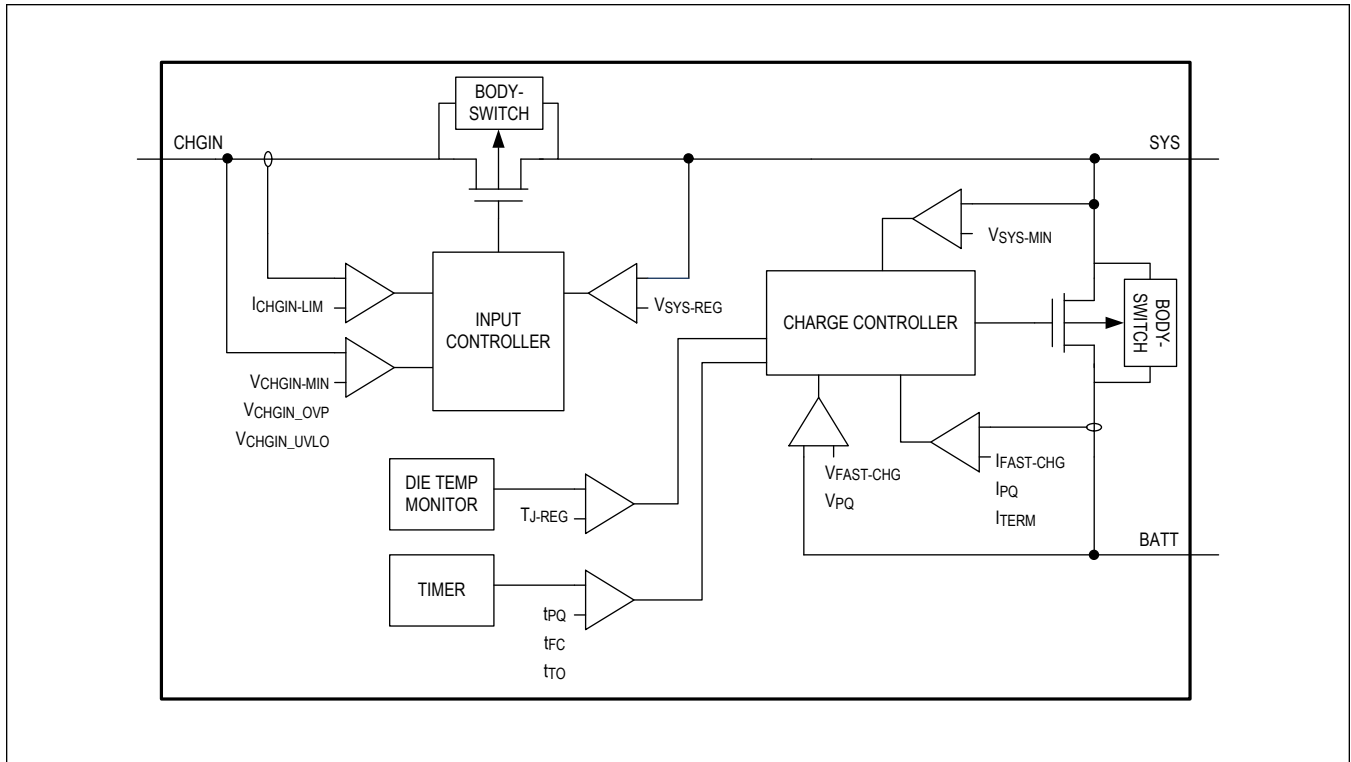 BODY-
SWITCH
CHGIN
SYS
VSYS-MIN
ICHGIN-LIM
INPUT
CONTROLLER
VSYS-REG
CHARGE CONTROLLER
BODY-
SWITCH
VCHGIN-MIN
VCHGIN_OVP
VCHGIN_UVLO
DIE TEMP
MONITOR
TJ-REG
VFAST-CHG
VPQ
IFAST-CHG
IPQ
ITERM
BATT
TIMER
tPQ
tFC
tTO